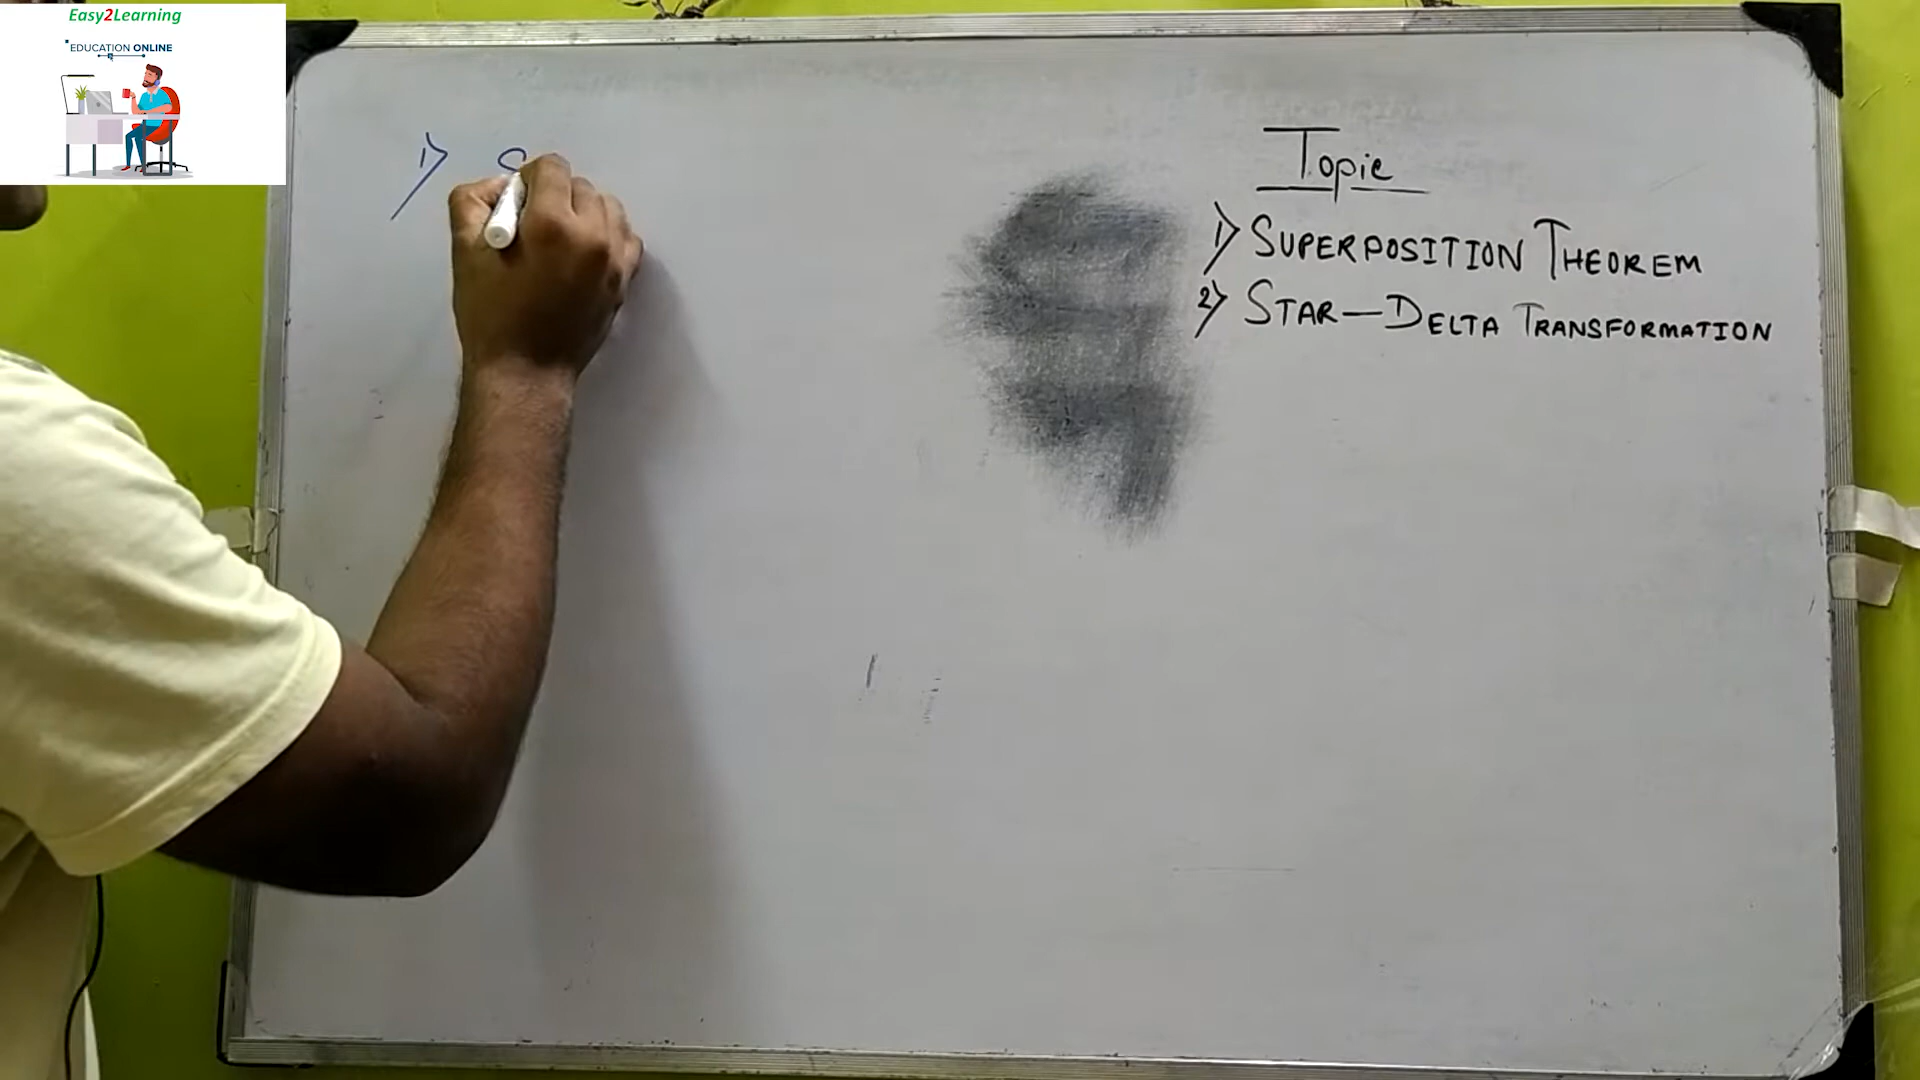 Easy2Learning
EDUCATION ONLINE
1) S
Topic
1) SUPERPOSITION THEOREM
2) STAR-DELTA TRANSFORMATION